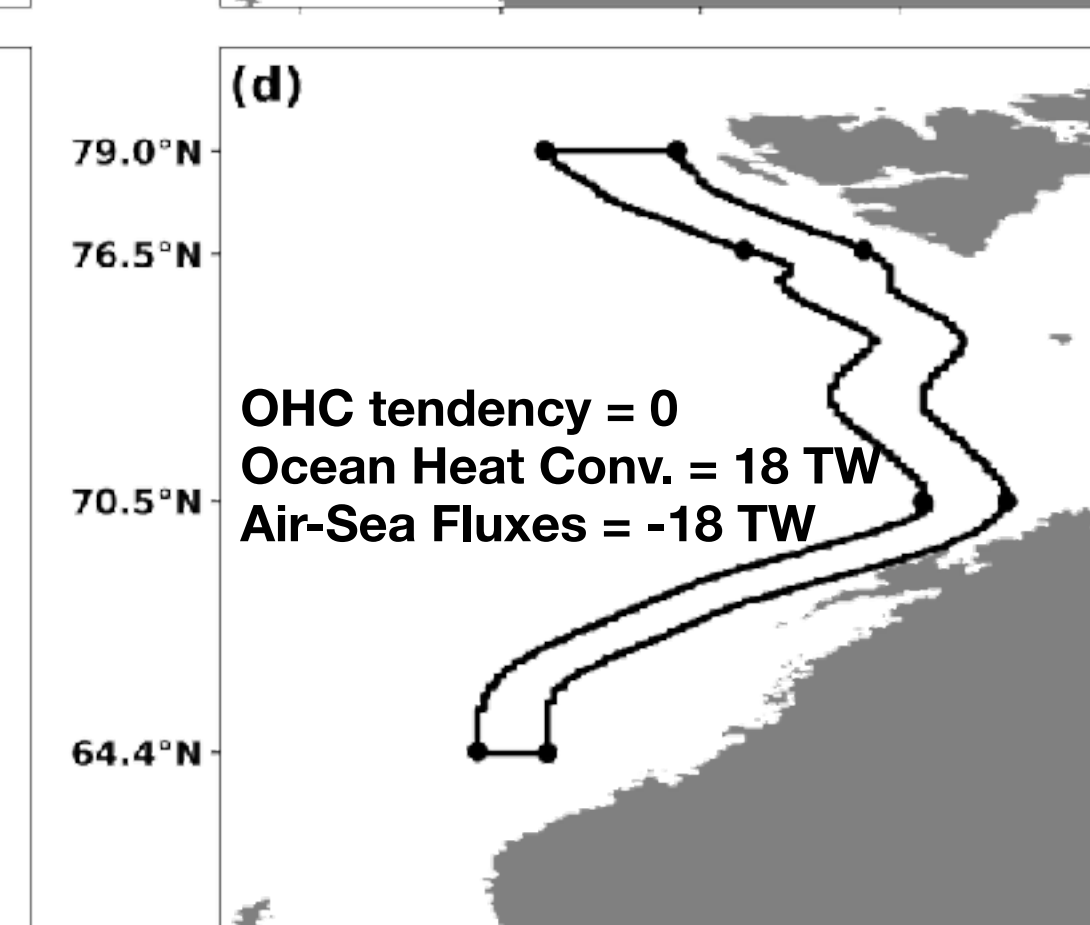 (d)
79.0°N
76.5°N
OHC tendency = 0
Ocean Heat Conv. = 18 TW
Air-Sea Fluxes = -18 TW
70.5°N
64.4°N